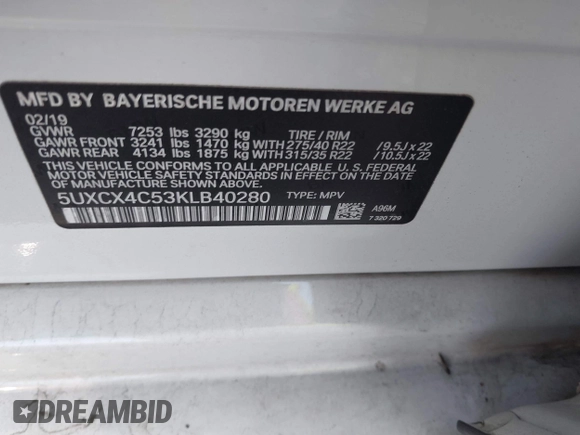 MFD BY BAYERISCHE MOTOREN WERKE AG
02/19
GVWR 7253 lbs 3290 kg TIRE / RIM
GAWR FRONT 3241 lbs 1470 kg WITH 275/40 R22 /9.5J x 22
GAWR REAR 4134 lbs 1875 kg WITH 315/35 R22 /10.5J x 22
THIS VEHICLE CONFORMS TO ALL APPLICABLE U. S. FEDERAL
MOTOR VEHICLE SAFETY STANDARDS IN EFFECT
ON THE DATE OF MANUFACTURE SHOWN ABOVE.
5UXCX4C53KLB40280 TYPE: MPV
A96M
7 320 729
DREAMBID